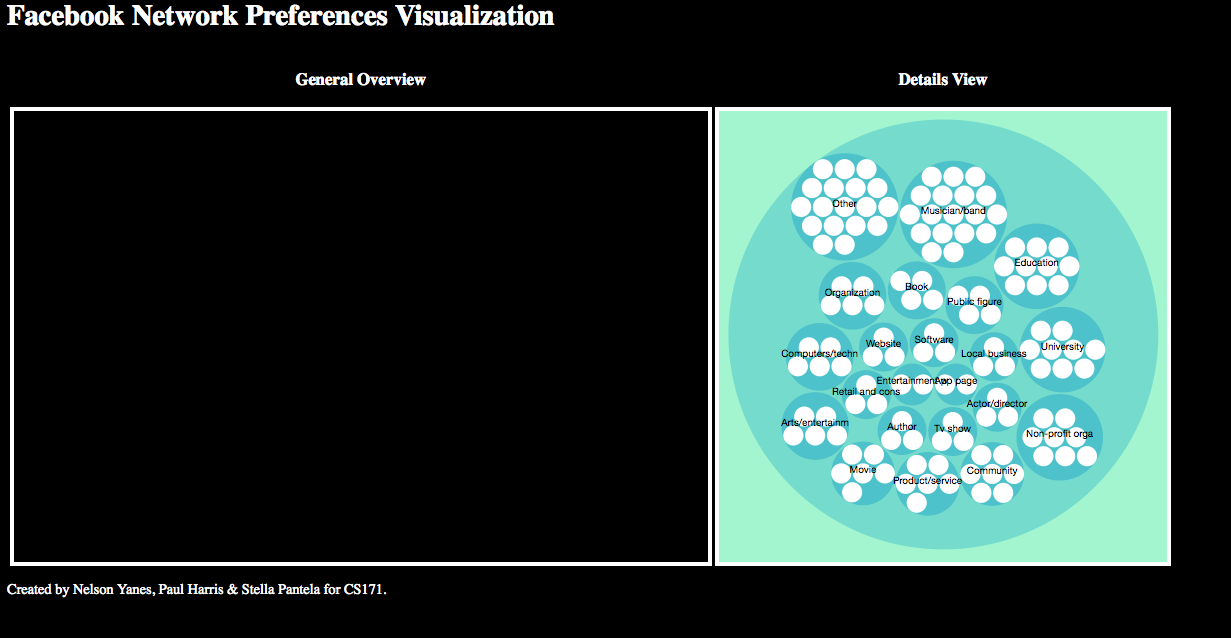 Facebook Network Preferences Visualization
General Overview
Details View
Other
Musician/band
Education
Organization
Book
Public figure
Website
Software
Computers/techn
Local business
University
Entertainment w
App page
Retail and cons
Actor/director
Arts/entertainm
Author
Tv show
Non-profit orga
Movie
Community
Product/service
Created by Nelson Yanes, Paul Harris & Stella Pantela for CS171.